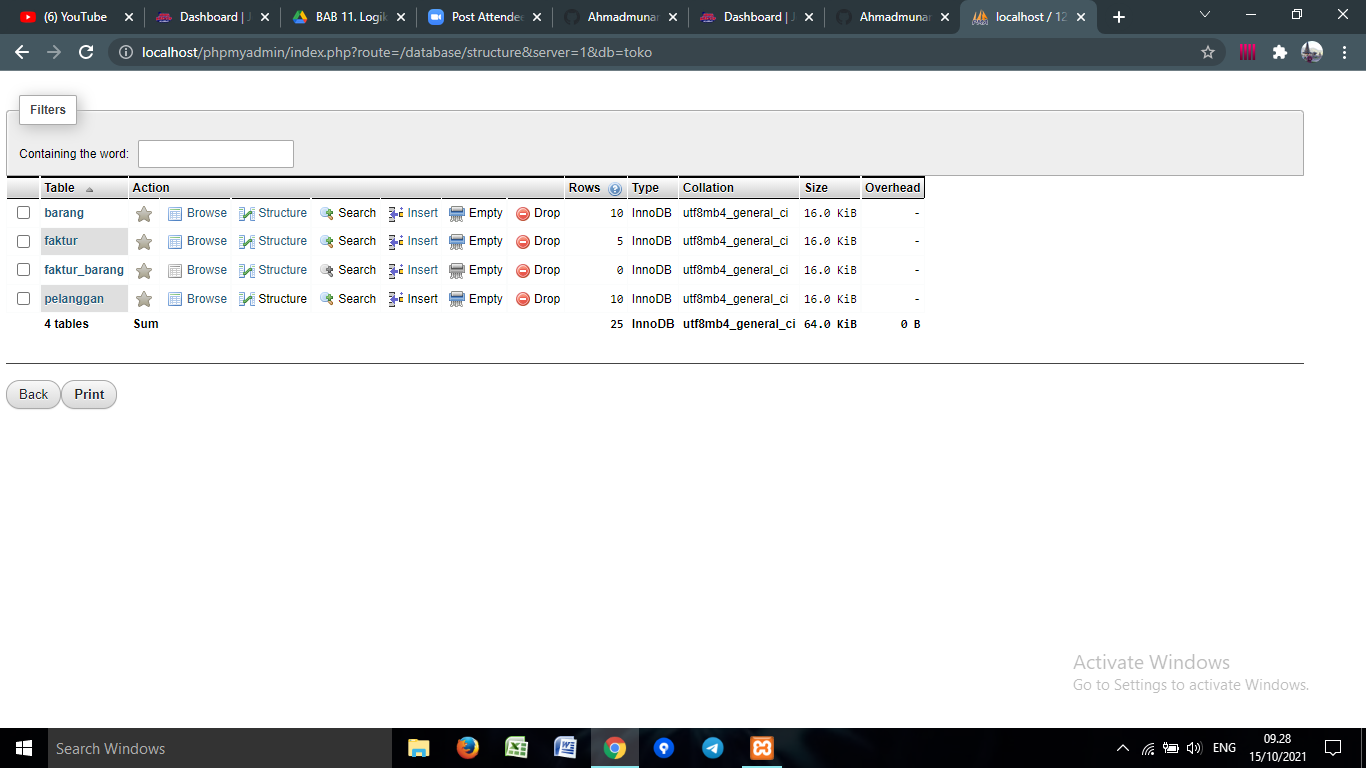 (6) YouTube Dashboard | J BAB 11. Logik Post Attendee Ahmadmunar Dashboard | J Ahmadmunar localhost / 12
localhost/phpmyadmin/index.php?route=/database/structure&server=1&db=toko
Filters
Containing the word:
Table Action Rows Type Collation Size Overhead
barang Browse Structure Search Insert Empty Drop 10 InnoDB utf8mb4_general_ci 16.0 KiB -
faktur Browse Structure Search Insert Empty Drop 5 InnoDB utf8mb4_general_ci 16.0 KiB -
faktur_barang Browse Structure Search Insert Empty Drop 0 InnoDB utf8mb4_general_ci 16.0 KiB -
pelanggan Browse Structure Search Insert Empty Drop 10 InnoDB utf8mb4_general_ci 16.0 KiB -
4 tables Sum 25 InnoDB utf8mb4_general_ci 64.0 KiB 0 B
Back Print
Activate Windows
Go to Settings to activate Windows.
Search Windows ENG 09.28
15/10/2021